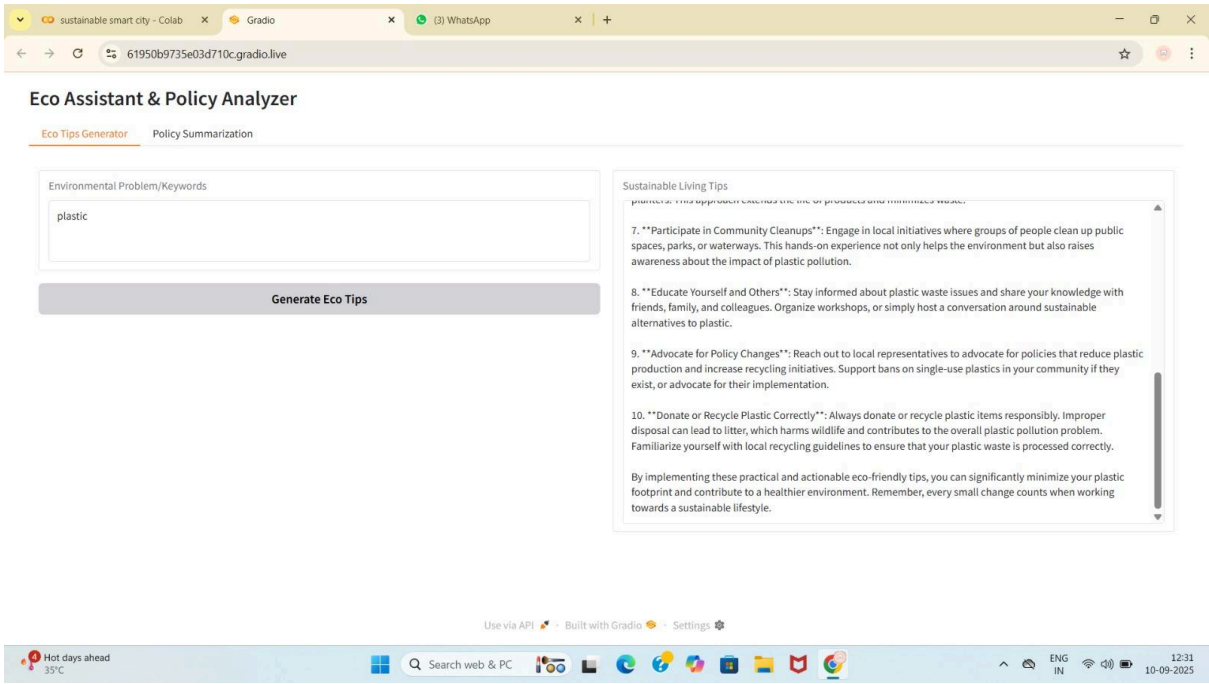 sustainable smart city - Colab
Gradio
(3) WhatsApp
61950b9735e03d710c.gradio.live
Eco Assistant & Policy Analyzer
Eco Tips Generator
Policy Summarization
Environmental Problem/Keywords
plastic
Generate Eco Tips
Sustainable Living Tips
planters. This approach extends the life of products and minimizes waste.
7. **Participate in Community Cleanups**: Engage in local initiatives where groups of people clean up public
spaces, parks, or waterways. This hands-on experience not only helps the environment but also raises
awareness about the impact of plastic pollution.
8. **Educate Yourself and Others**: Stay informed about plastic waste issues and share your knowledge with
friends, family, and colleagues. Organize workshops, or simply host a conversation around sustainable
alternatives to plastic.
9. **Advocate for Policy Changes**: Reach out to local representatives to advocate for policies that reduce plastic
production and increase recycling initiatives. Support bans on single-use plastics in your community if they
exist, or advocate for their implementation.
10. **Donate or Recycle Plastic Correctly**: Always donate or recycle plastic items responsibly. Improper
disposal can lead to litter, which harms wildlife and contributes to the overall plastic pollution problem.
Familiarize yourself with local recycling guidelines to ensure that your plastic waste is processed correctly.
By implementing these practical and actionable eco-friendly tips, you can significantly minimize your plastic
footprint and contribute to a healthier environment. Remember, every small change counts when working
towards a sustainable lifestyle.
Use via API · Built with Gradio · Settings
4
Hot days ahead
35°C
Search web & PC
ENG
IN
12:31
10-09-2025